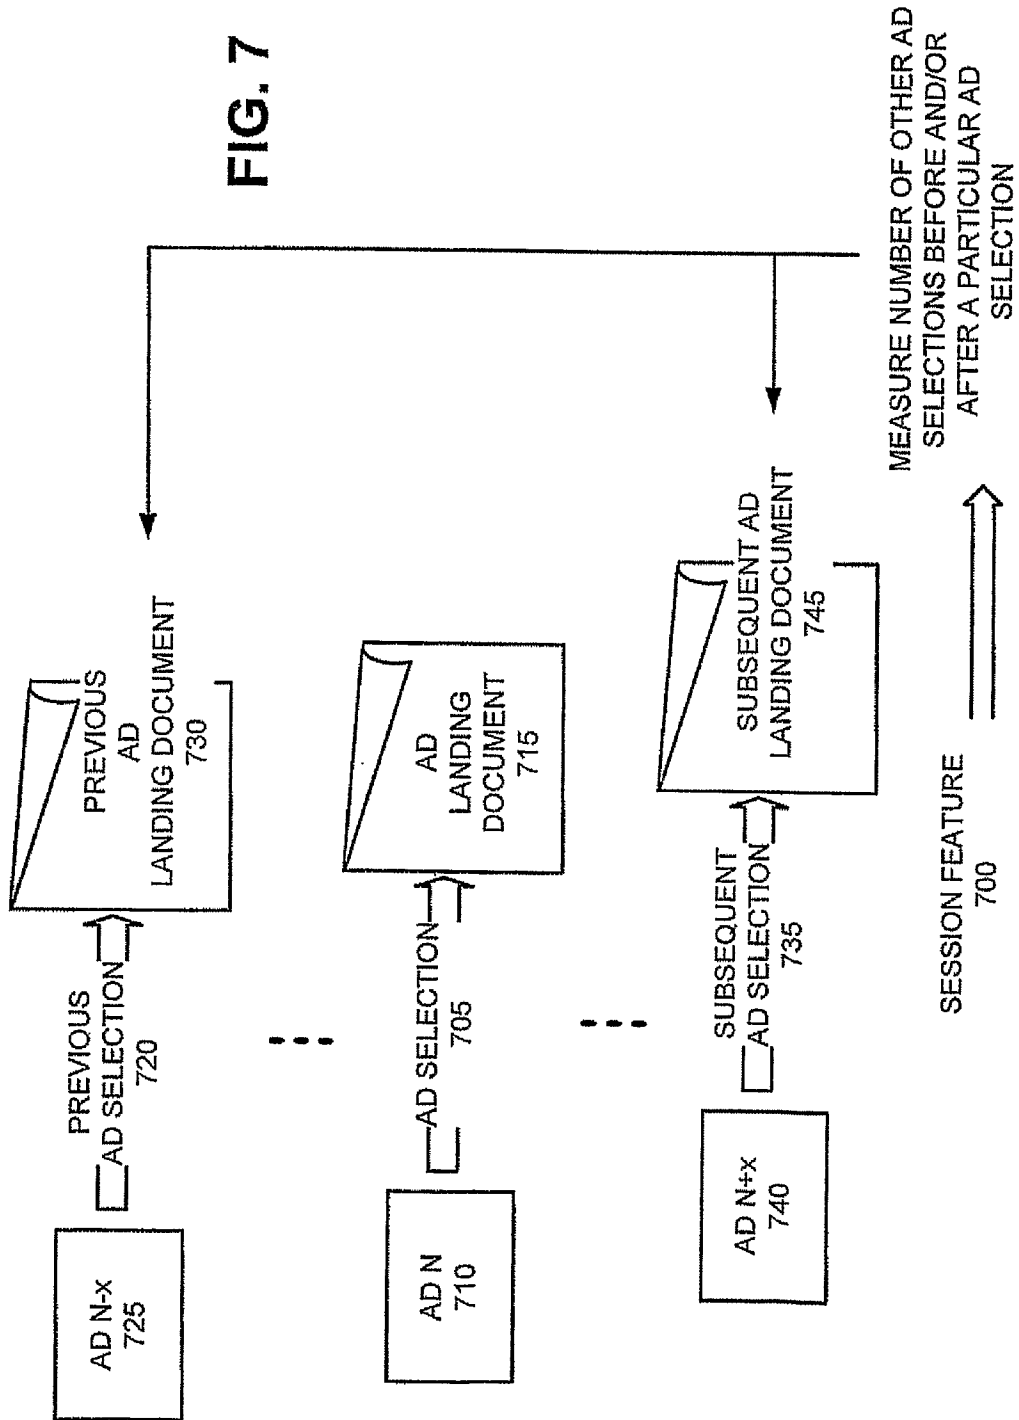 FIG. 7
AD N-x
725
PREVIOUS
AD SELECTION
720
PREVIOUS
AD
LANDING DOCUMENT
730
AD N
710
AD SELECTION
705
AD
LANDING
DOCUMENT
715
AD N+x
740
SUBSEQUENT
AD SELECTION
735
SUBSEQUENT AD
LANDING DOCUMENT
745
SESSION FEATURE
700
MEASURE NUMBER OF OTHER AD
SELECTIONS BEFORE AND/OR
AFTER A PARTICULAR AD
SELECTION